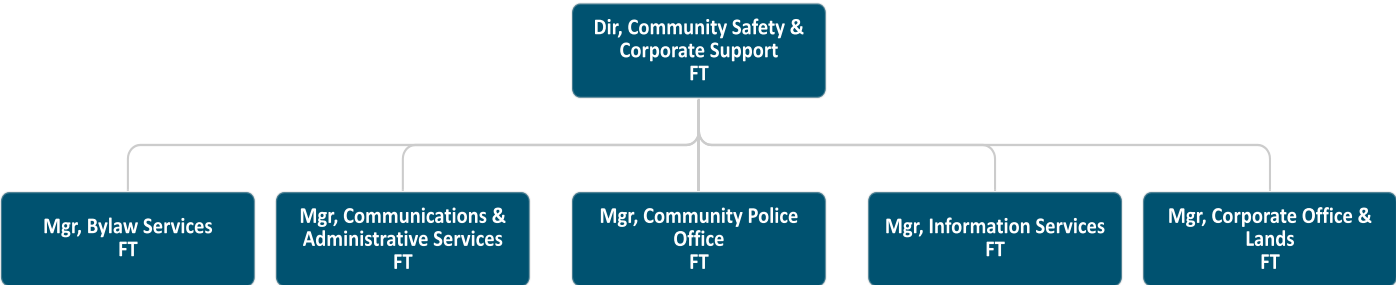 Dir, Community Safety &
Corporate Support
FT
Mgr, Bylaw Services
FT
Mgr, Communications &
Administrative Services
FT
Mgr, Community Police
Office
FT
Mgr, Information Services
FT
Mgr, Corporate Office &
Lands
FT